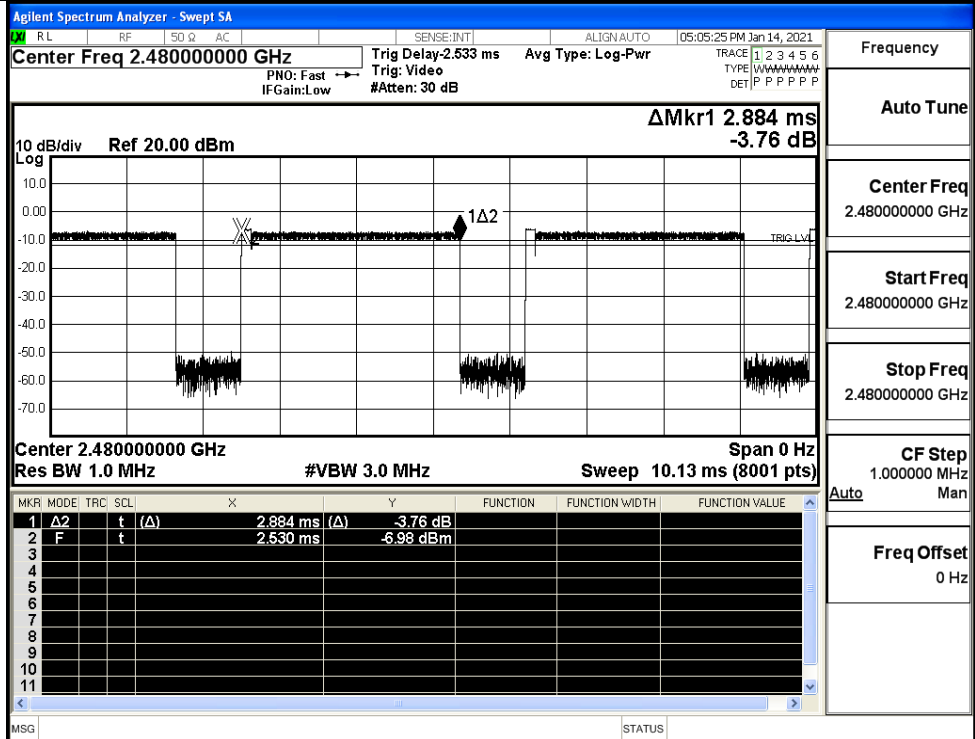 Agilent Spectrum Analyzer - Swept SA
LXI RL RF 50 Ω AC SENSE:INT ALIGN AUTO 05:05:25 PM Jan 14, 2021
Center Freq 2.480000000 GHz
PNO: Fast
IFGain:Low
Trig Delay-2.533 ms
Trig: Video
#Atten: 30 dB
Avg Type: Log-Pwr
TRACE 1 2 3 4 5 6
TYPE WWWWWW
DET P P P P P P
ΔMkr1 2.884 ms
-3.76 dB
10 dB/div Ref 20.00 dBm
Log
10.0
0.00
-10.0
-20.0
-30.0
-40.0
-50.0
-60.0
-70.0
1Δ2
TRIG LVL
Center 2.480000000 GHz Span 0 Hz
Res BW 1.0 MHz #VBW 3.0 MHz Sweep 10.13 ms (8001 pts)
MKR MODE TRC SCL X Y FUNCTION FUNCTION WIDTH FUNCTION VALUE
1 Δ2 t (Δ) 2.884 ms (Δ) -3.76 dB
2 F t 2.530 ms -6.98 dBm
3
4
5
6
7
8
9
10
11
MSG STATUS
Frequency
Auto Tune
Center Freq
2.480000000 GHz
Start Freq
2.480000000 GHz
Stop Freq
2.480000000 GHz
CF Step
1.000000 MHz
Auto Man
Freq Offset
0 Hz